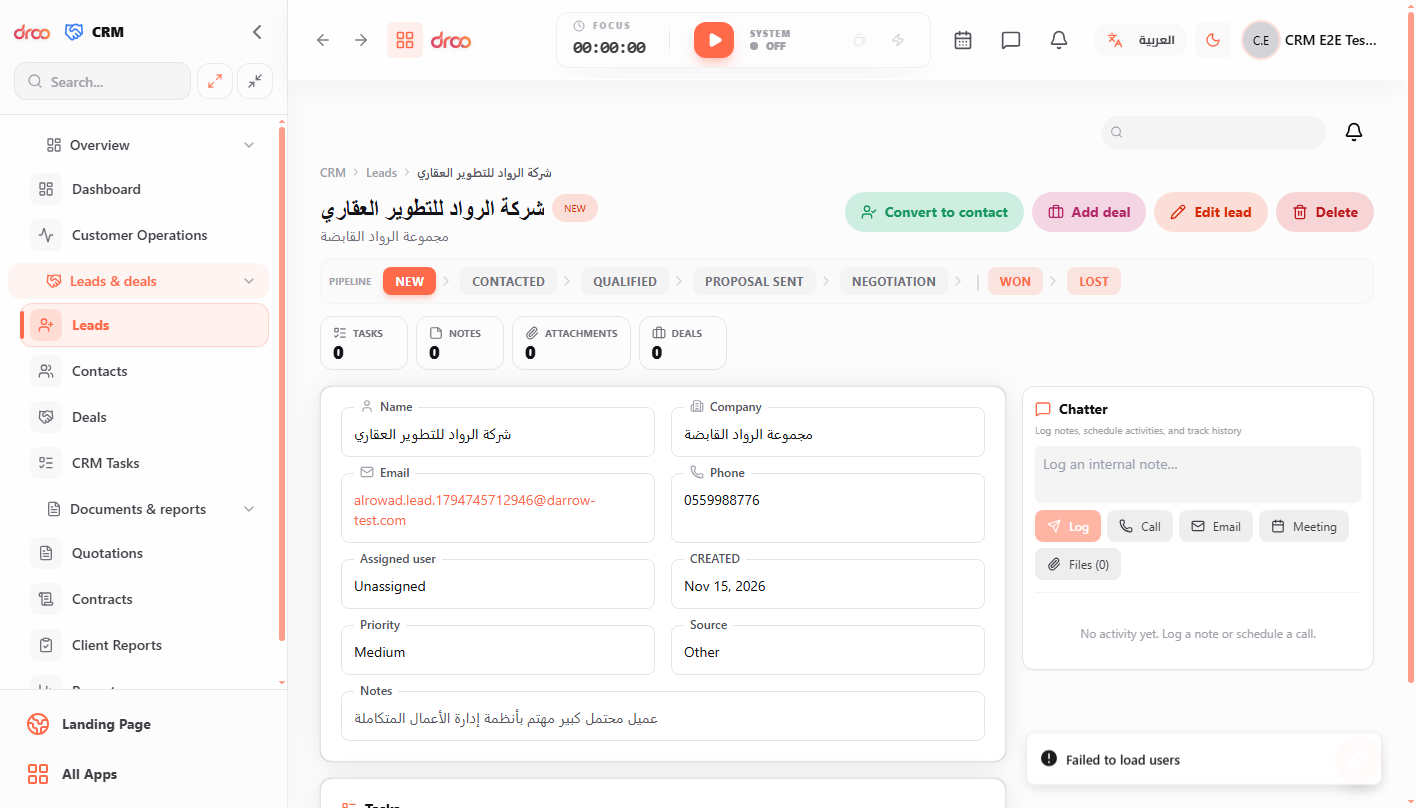 droo CRM
Search...
Overview
Dashboard
Customer Operations
Leads & deals
Leads
Contacts
Deals
CRM Tasks
Documents & reports
Quotations
Contracts
Client Reports
Landing Page
All Apps
droo
FOCUS
00:00:00
SYSTEM
OFF
العربية
C.E
CRM E2E Tes...
CRM > Leads > شركة الرواد للتطوير العقاري
شركة الرواد للتطوير العقاري NEW
مجموعة الرواد القابضة
Convert to contact
Add deal
Edit lead
Delete
PIPELINE NEW > CONTACTED > QUALIFIED > PROPOSAL SENT > NEGOTIATION > | WON > LOST
TASKS
0
NOTES
0
ATTACHMENTS
0
DEALS
0
Name
شركة الرواد للتطوير العقاري
Company
مجموعة الرواد القابضة
Email
alrowad.lead.1794745712946@darrow-
test.com
Phone
0559988776
Assigned user
Unassigned
CREATED
Nov 15, 2026
Priority
Medium
Source
Other
Notes
عميل محتمل كبير مهتم بأنظمة إدارة الأعمال المتكاملة
Chatter
Log notes, schedule activities, and track history
Log an internal note...
Log
Call
Email
Meeting
Files (0)
No activity yet. Log a note or schedule a call.
Failed to load users
Tasks